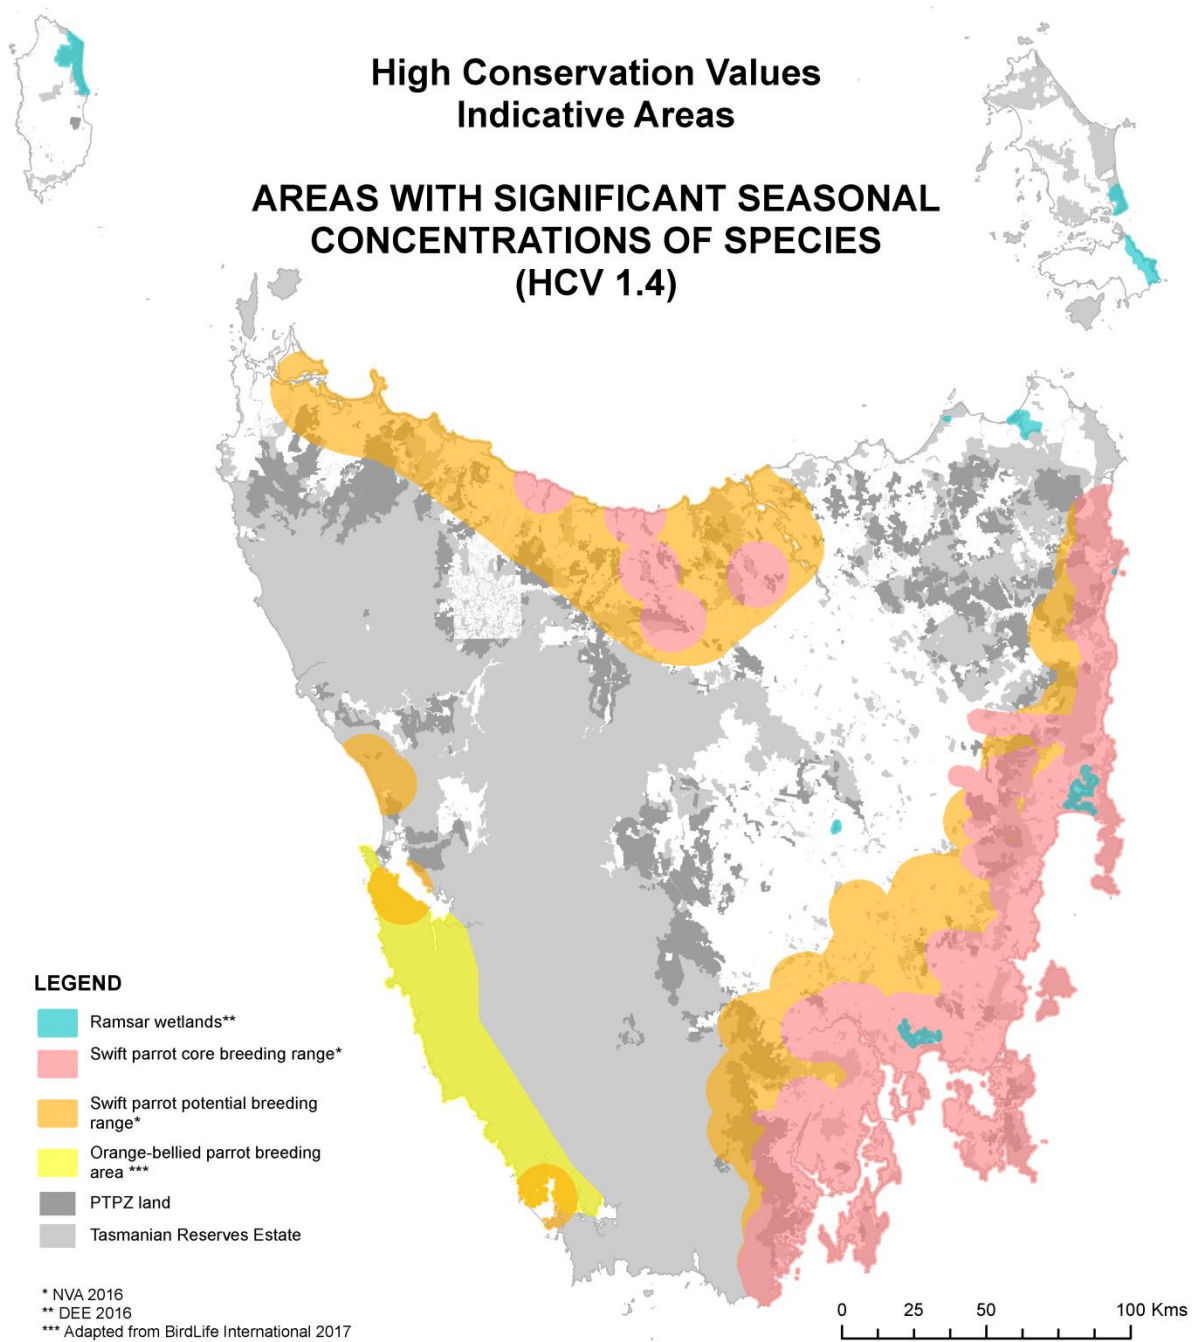 High Conservation Values
Indicative Areas
AREAS WITH SIGNIFICANT SEASONAL
CONCENTRATIONS OF SPECIES
(HCV 1.4)
LEGEND
Ramsar wetlands**
Swift parrot core breeding range*
Swift parrot potential breeding
range*
Orange-bellied parrot breeding
area ***
PTPZ land
Tasmanian Reserves Estate
* NVA 2016
** DEE 2016
*** Adapted from BirdLife International 2017
0 25 50 100 Kms